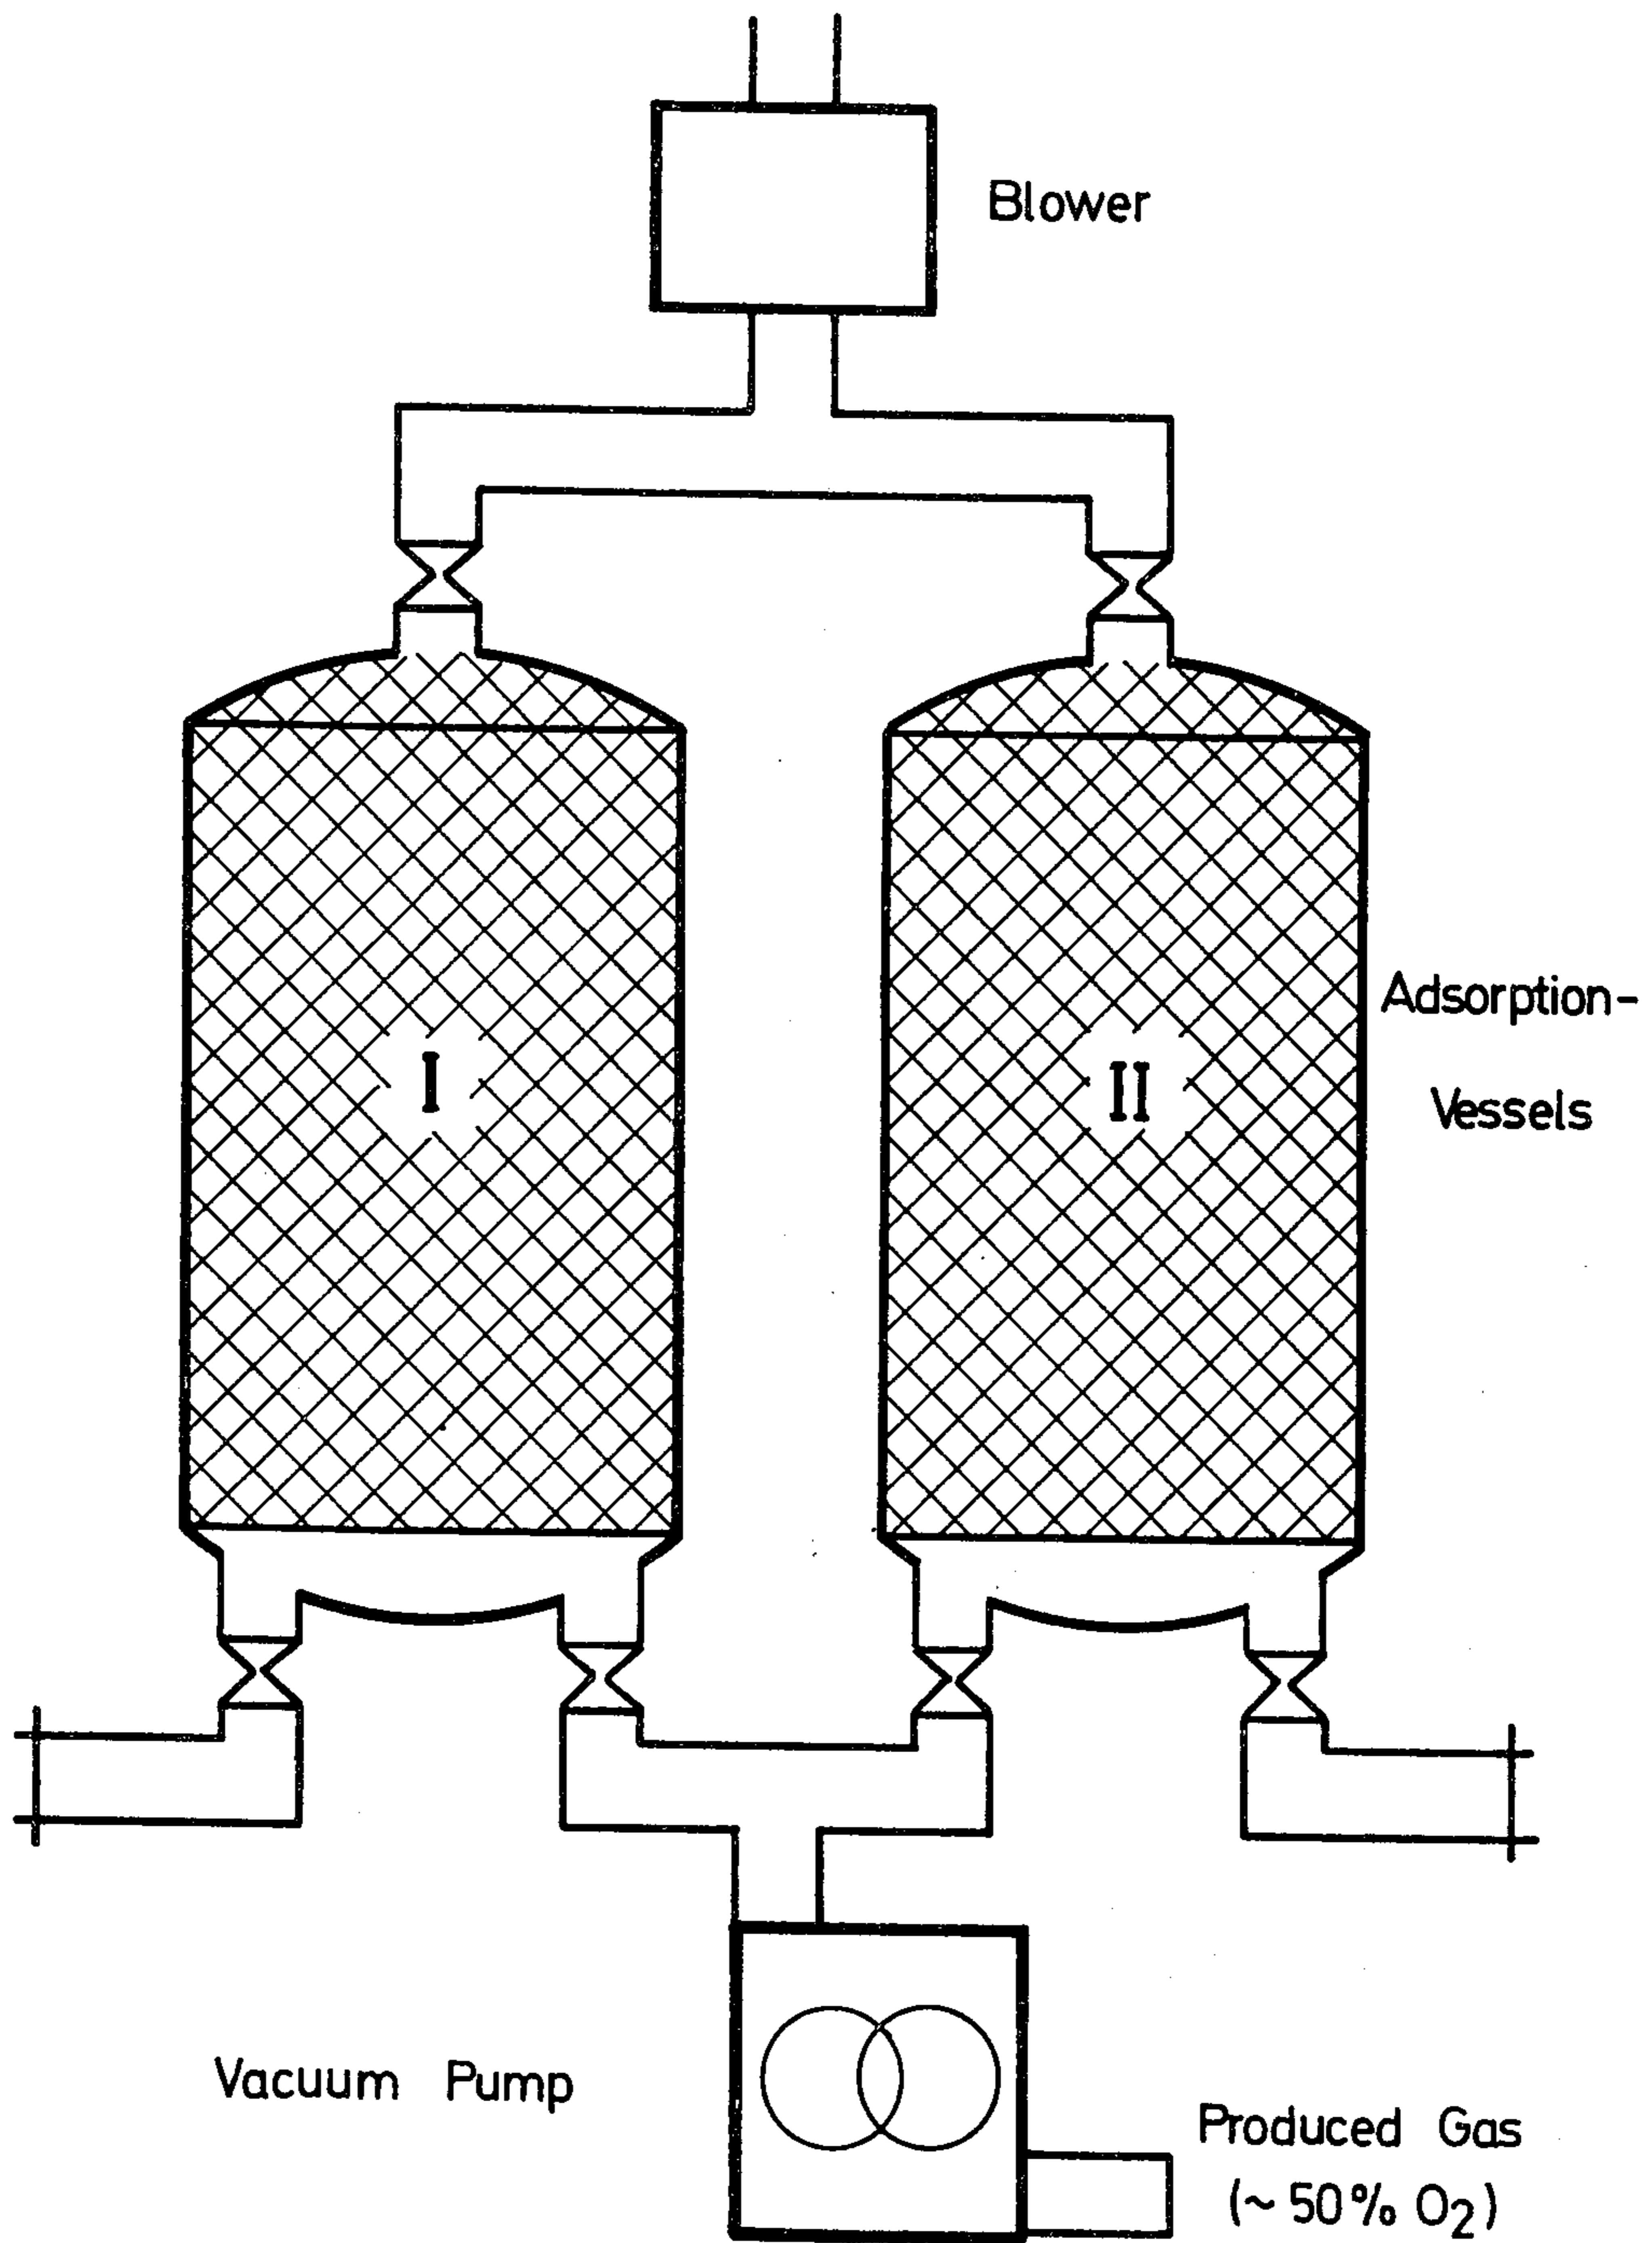 Blower
Adsorption-
Vessels
I
II
Vacuum Pump
Produced Gas
(~ 50% O₂)